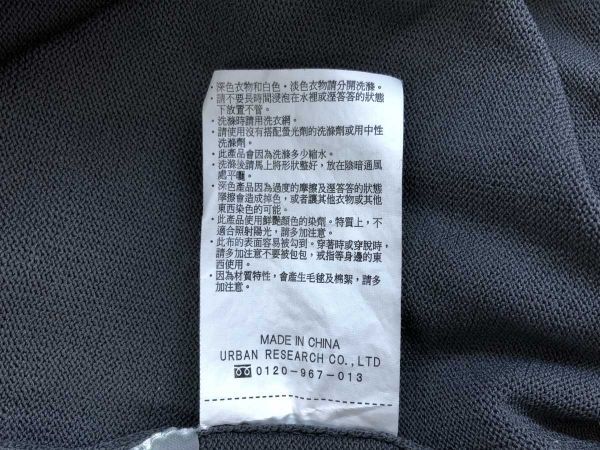 ・深色衣物和白色・淡色衣物請分開洗滌。
・請不要長時間浸泡在水裡或溼答答的狀態
下放置不管。
・洗滌時請用洗衣網。
・請使用沒有搭配螢光劑的洗滌劑或用中性
洗滌劑。
・此產品會因為洗滌多少縮水。
・洗滌後請馬上將形狀整好，放在陰暗通風
處平曬。
・深色產品因為過度的摩擦及溼答答的狀態
摩擦會造成掉色，或者讓其他衣物或其他
東西染色的可能。
・此產品使用鮮艷顏色的染劑。特質上，不
適合照射陽光，請多加注意。
・此布的表面容易被勾到。穿著時或穿脫時，
請多加注意不要被包包，戒指等身邊的東
西使用。
・因為材質特性，會產生毛毬及棉絮，請多
加注意。
MADE IN CHINA
URBAN RESEARCH CO., LTD
0120-967-013